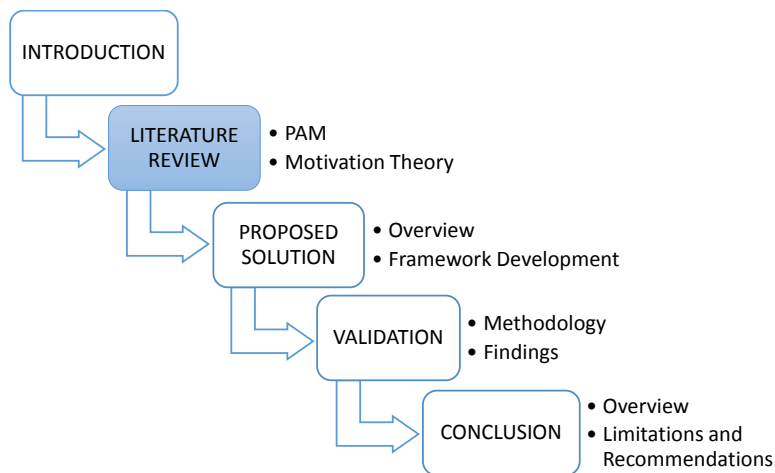 INTRODUCTION
LITERATURE
REVIEW
• PAM
• Motivation Theory
PROPOSED
SOLUTION
• Overview
• Framework Development
VALIDATION
• Methodology
• Findings
CONCLUSION
• Overview
• Limitations and
Recommendations